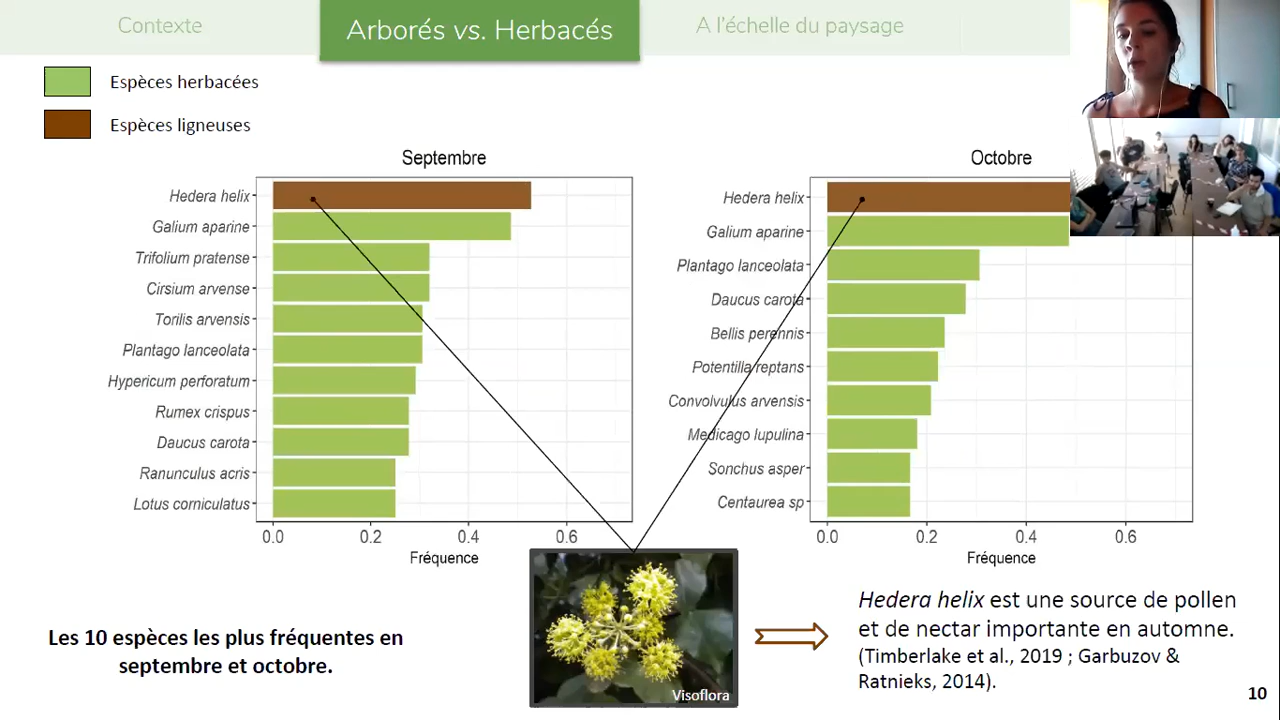 Contexte
Arborés vs. Herbacés
A l'échelle du paysage
Espèces herbacées
Espèces ligneuses
Septembre
Hedera helix
Galium aparine
Trifolium pratense
Cirsium arvense
Torilis arvensis
Plantago lanceolata
Hypericum perforatum
Rumex crispus
Daucus carota
Ranunculus acris
Lotus corniculatus
0.0 0.2 0.4 0.6
Fréquence
Octobre
Hedera helix
Galium aparine
Plantago lanceolata
Daucus carota
Bellis perennis
Potentilla reptans
Convolvulus arvensis
Medicago lupulina
Sonchus asper
Centaurea sp
0.0 0.2 0.4 0.6
Fréquence
Les 10 espèces les plus fréquentes en
septembre et octobre.
Visoflora
Hedera helix est une source de pollen
et de nectar importante en automne.
(Timberlake et al., 2019 ; Garbuzov &
Ratnieks, 2014).
10